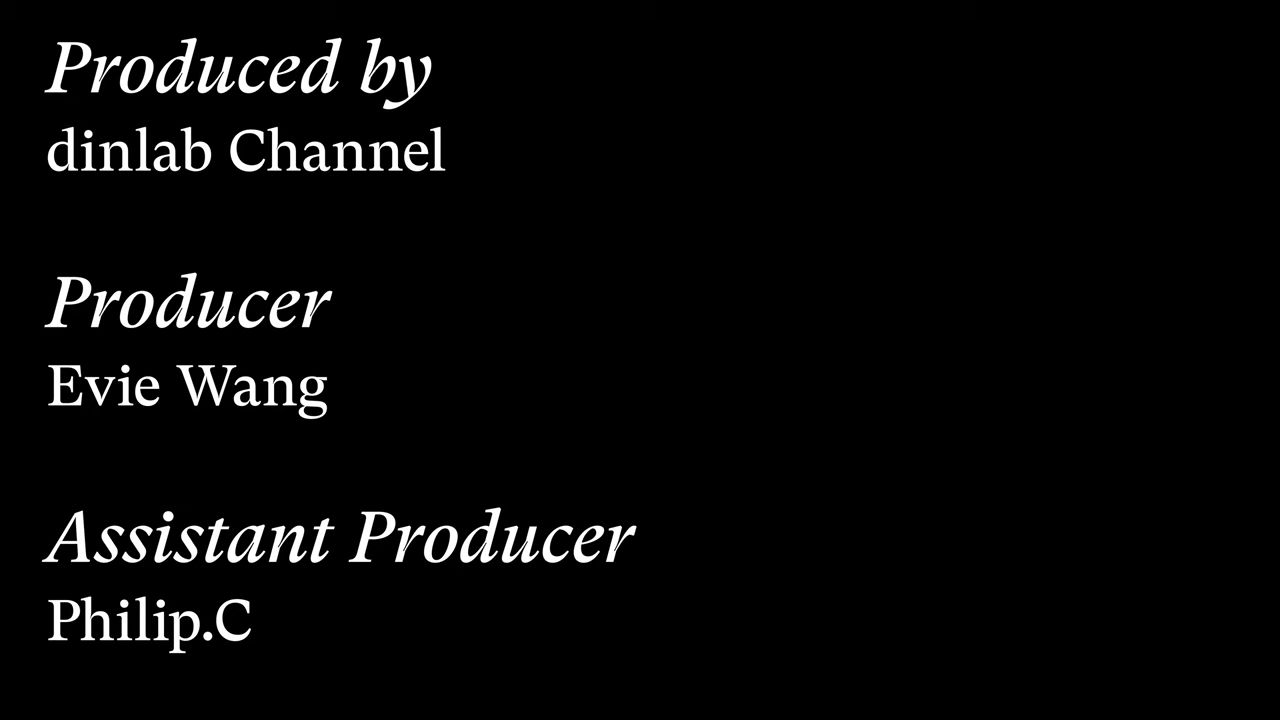 Produced by
dinlab Channel
Producer
Evie Wang
Assistant Producer
Philip.C